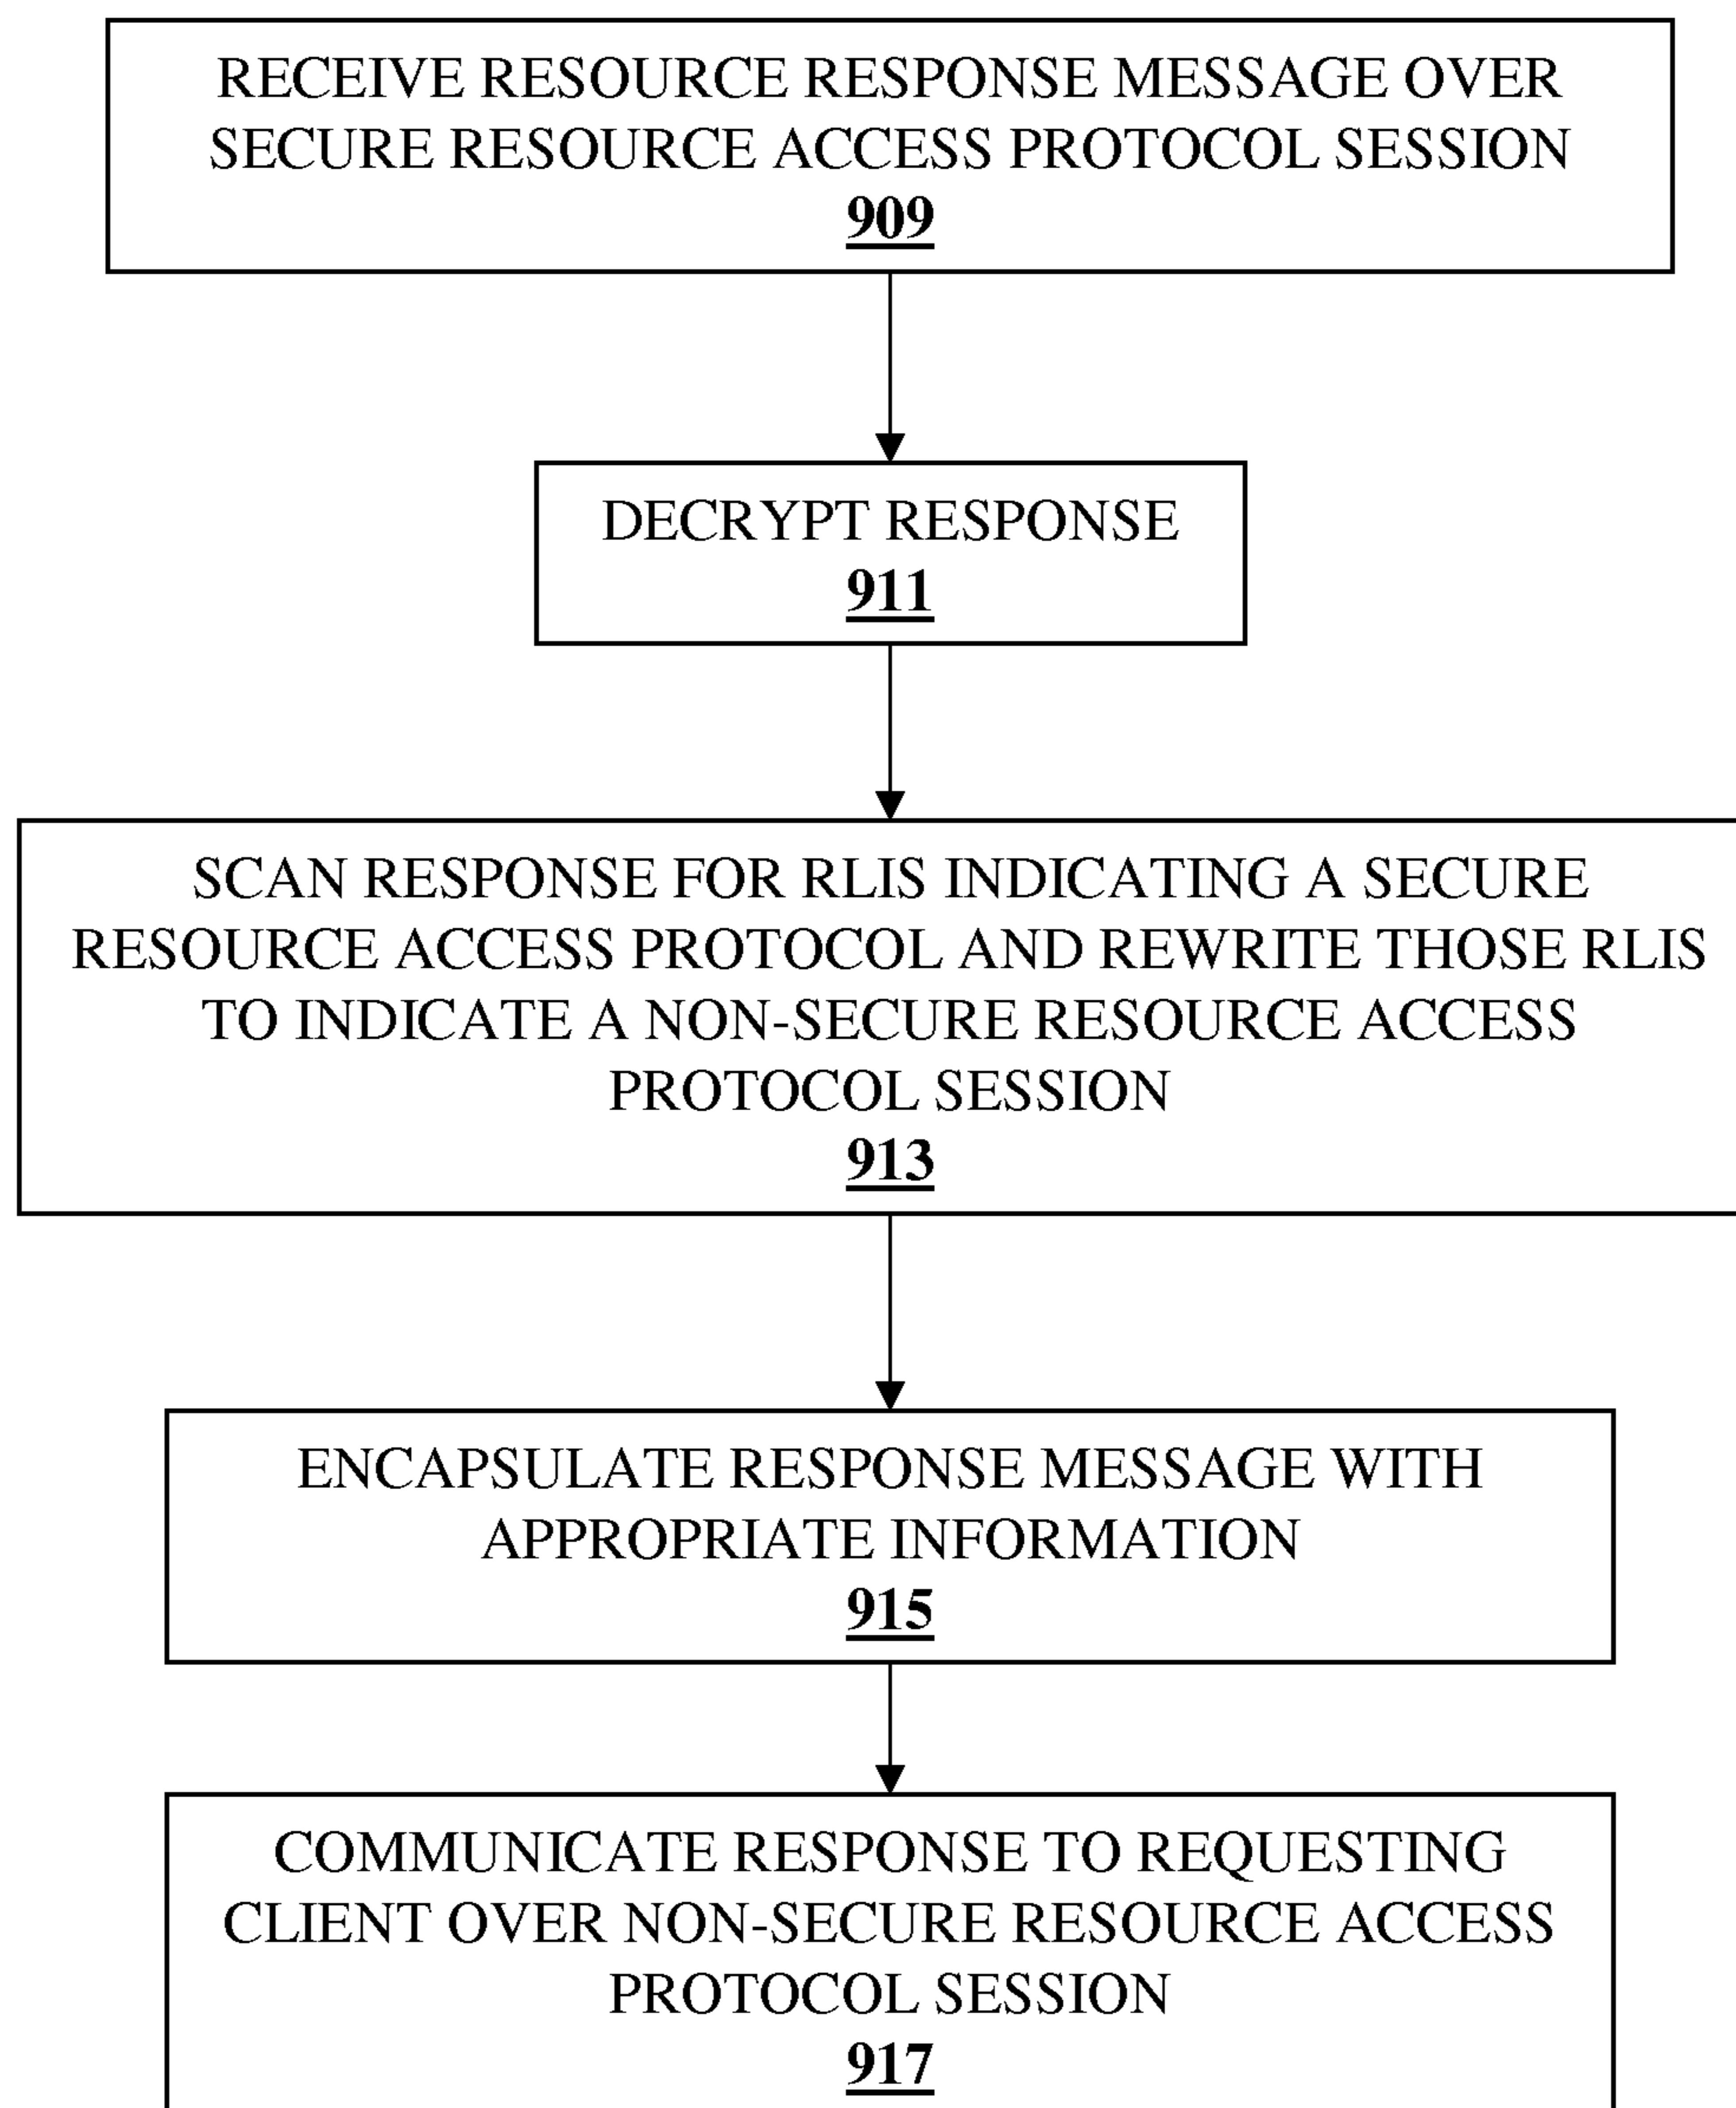 RECEIVE RESOURCE RESPONSE MESSAGE OVER
SECURE RESOURCE ACCESS PROTOCOL SESSION
909
DECRYPT RESPONSE
911
SCAN RESPONSE FOR RLIS INDICATING A SECURE
RESOURCE ACCESS PROTOCOL AND REWRITE THOSE RLIS
TO INDICATE A NON-SECURE RESOURCE ACCESS
PROTOCOL SESSION
913
ENCAPSULATE RESPONSE MESSAGE WITH
APPROPRIATE INFORMATION
915
COMMUNICATE RESPONSE TO REQUESTING
CLIENT OVER NON-SECURE RESOURCE ACCESS
PROTOCOL SESSION
917